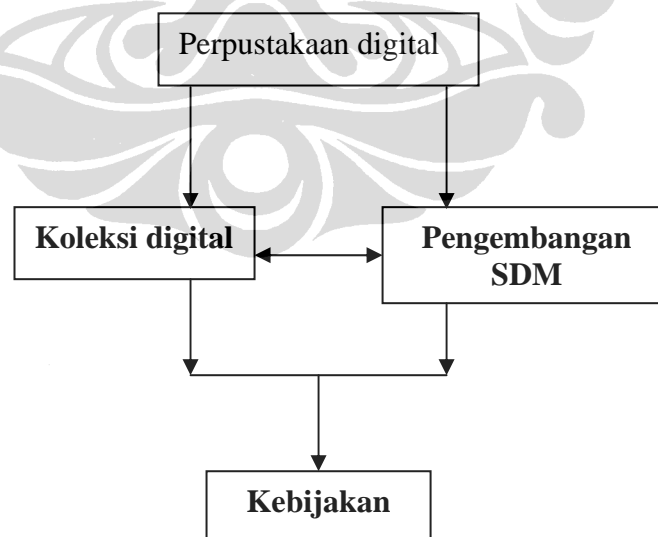 Perpustakaan digital
Koleksi digital
Pengembangan
SDM
Kebijakan